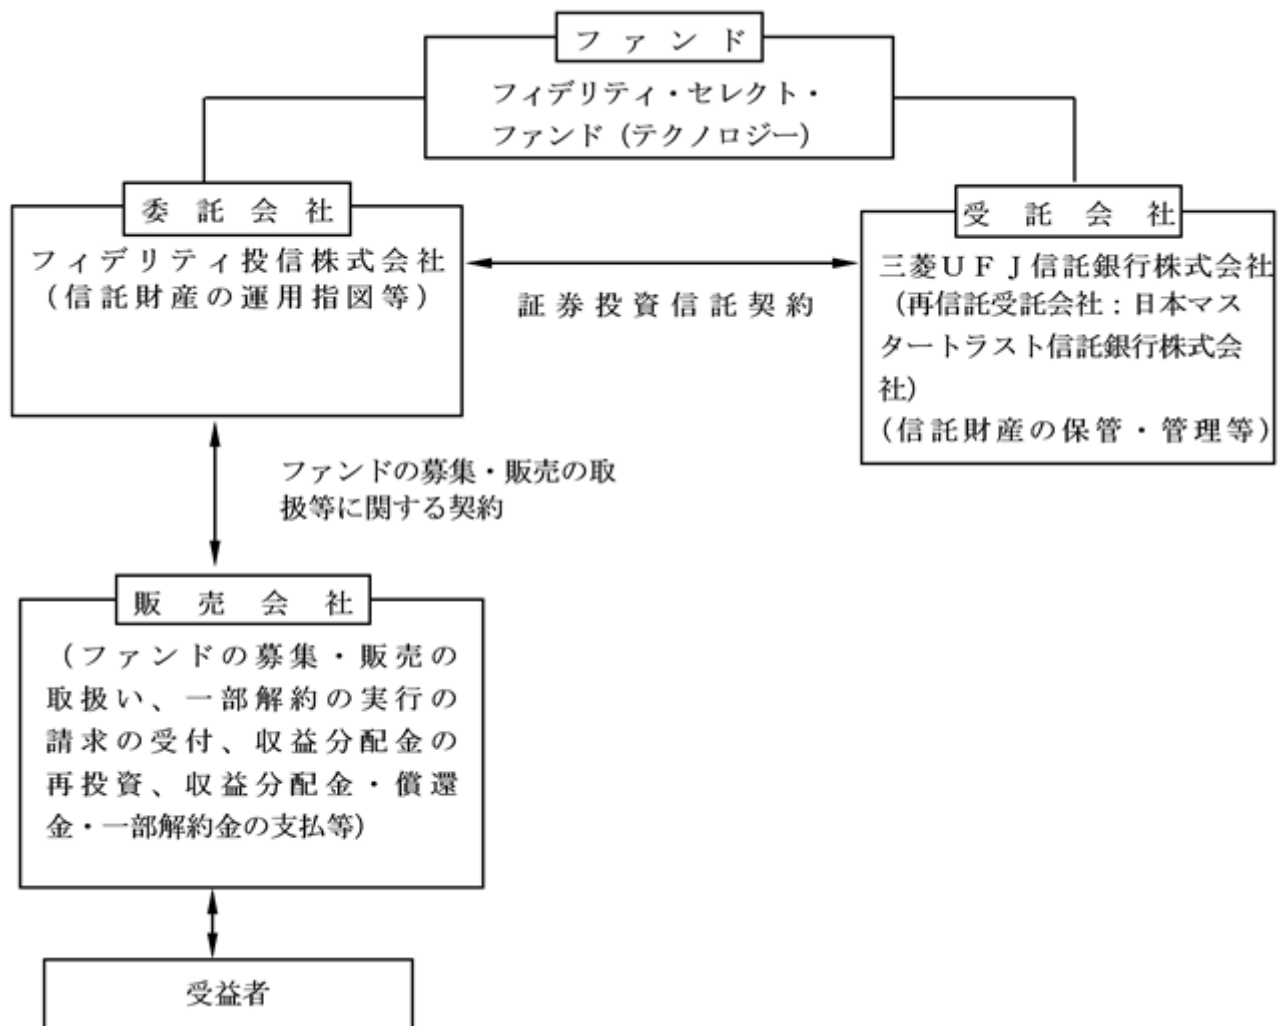 ファンド
フィデリティ・セレクト・
ファンド（テクノロジー）
委託会社
フィデリティ投信株式会社
（信託財産の運用指図等）
証券投資信託契約
受託会社
三菱ＵＦＪ信託銀行株式会社
（再信託受託会社：日本マス
タートラスト信託銀行株式会
社）
（信託財産の保管・管理等）
ファンドの募集・販売の取
扱等に関する契約
販売会社
（ファンドの募集・販売の
取扱い、一部解約の実行の
請求の受付、収益分配金の
再投資、収益分配金・償還
金・一部解約金の支払等）
受益者